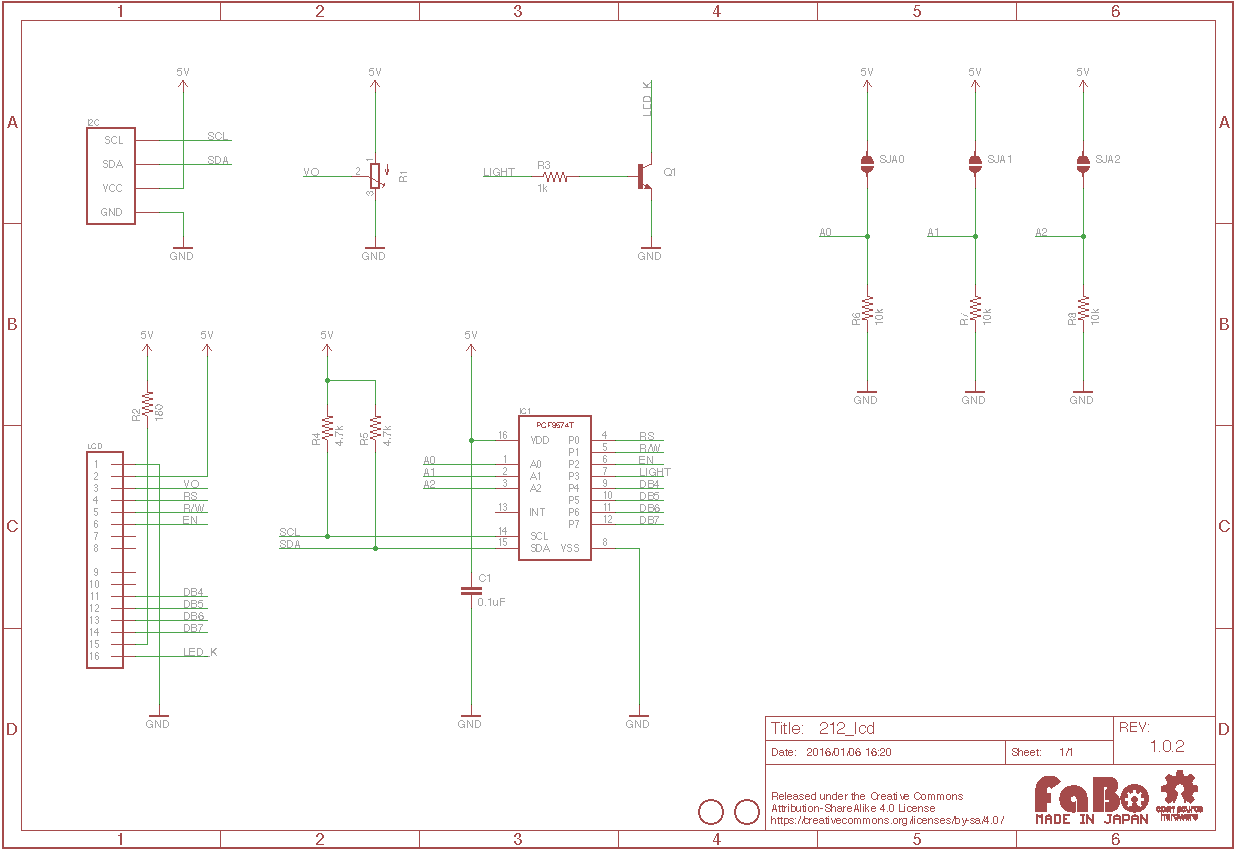 1 2 3 4 5 6
A A
B B
C C
D D
1 2 3 4 5 6
I2C
SCL
SDA
VCC
GND
5V
SCL
SDA
GND
5V
VO
1
2
3
R1
GND
LED_K
LIGHT
R3
1k
Q1
GND
5V
SJA0
A0
R6
10k
GND
5V
SJA1
A1
R7
10k
GND
5V
SJA2
A2
R8
10k
GND
5V 5V
R2
180
LCD
1
2
3 VO
4 RS
5 R/W
6 EN
7
8
9
10
11 DB4
12 DB5
13 DB6
14 DB7
15
16 LED_K
GND
5V
R4
4.7k
R5
4.7k
SCL
SDA
5V
C1
0.1uF
GND
IC1
PCF8574T
16 VDD P0 4 RS
P1 5 R/W
A0 1 A0 P2 6 EN
A1 2 A1 P3 7 LIGHT
A2 3 A2 P4 9 DB4
P5 10 DB5
13 INT P6 11 DB6
P7 12 DB7
14 SCL
15 SDA VSS 8
GND
Title: 212_lcd
REV:
1.0.2
Date: 2016/01/06 16:20
Sheet: 1/1
Released under the Creative Commons
Attribution-ShareAlike 4.0 License
https://creativecommons.org/licenses/by-sa/4.0/
FaBo
MADE IN JAPAN
open source
hardware